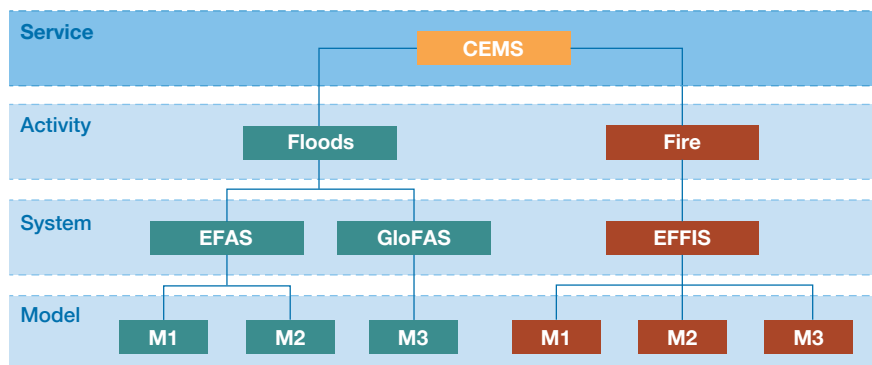 Service
CEMS
Activity
Floods
Fire
System
EFAS
GloFAS
EFFIS
Model
M1
M2
M3
M1
M2
M3